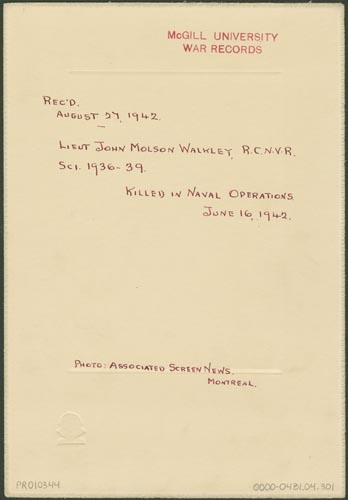 McGILL UNIVERSITY
WAR RECORDS
REC'D.
AUGUST 27, 1942.
LIEUT JOHN MOLSON WALKLEY, R.C.N.V.R.
SCI. 1936-39.
KILLED IN NAVAL OPERATIONS
JUNE 16, 1942.
PHOTO: ASSOCIATED SCREEN NEWS.
MONTREAL.
PR010344
0000-0481.04.301